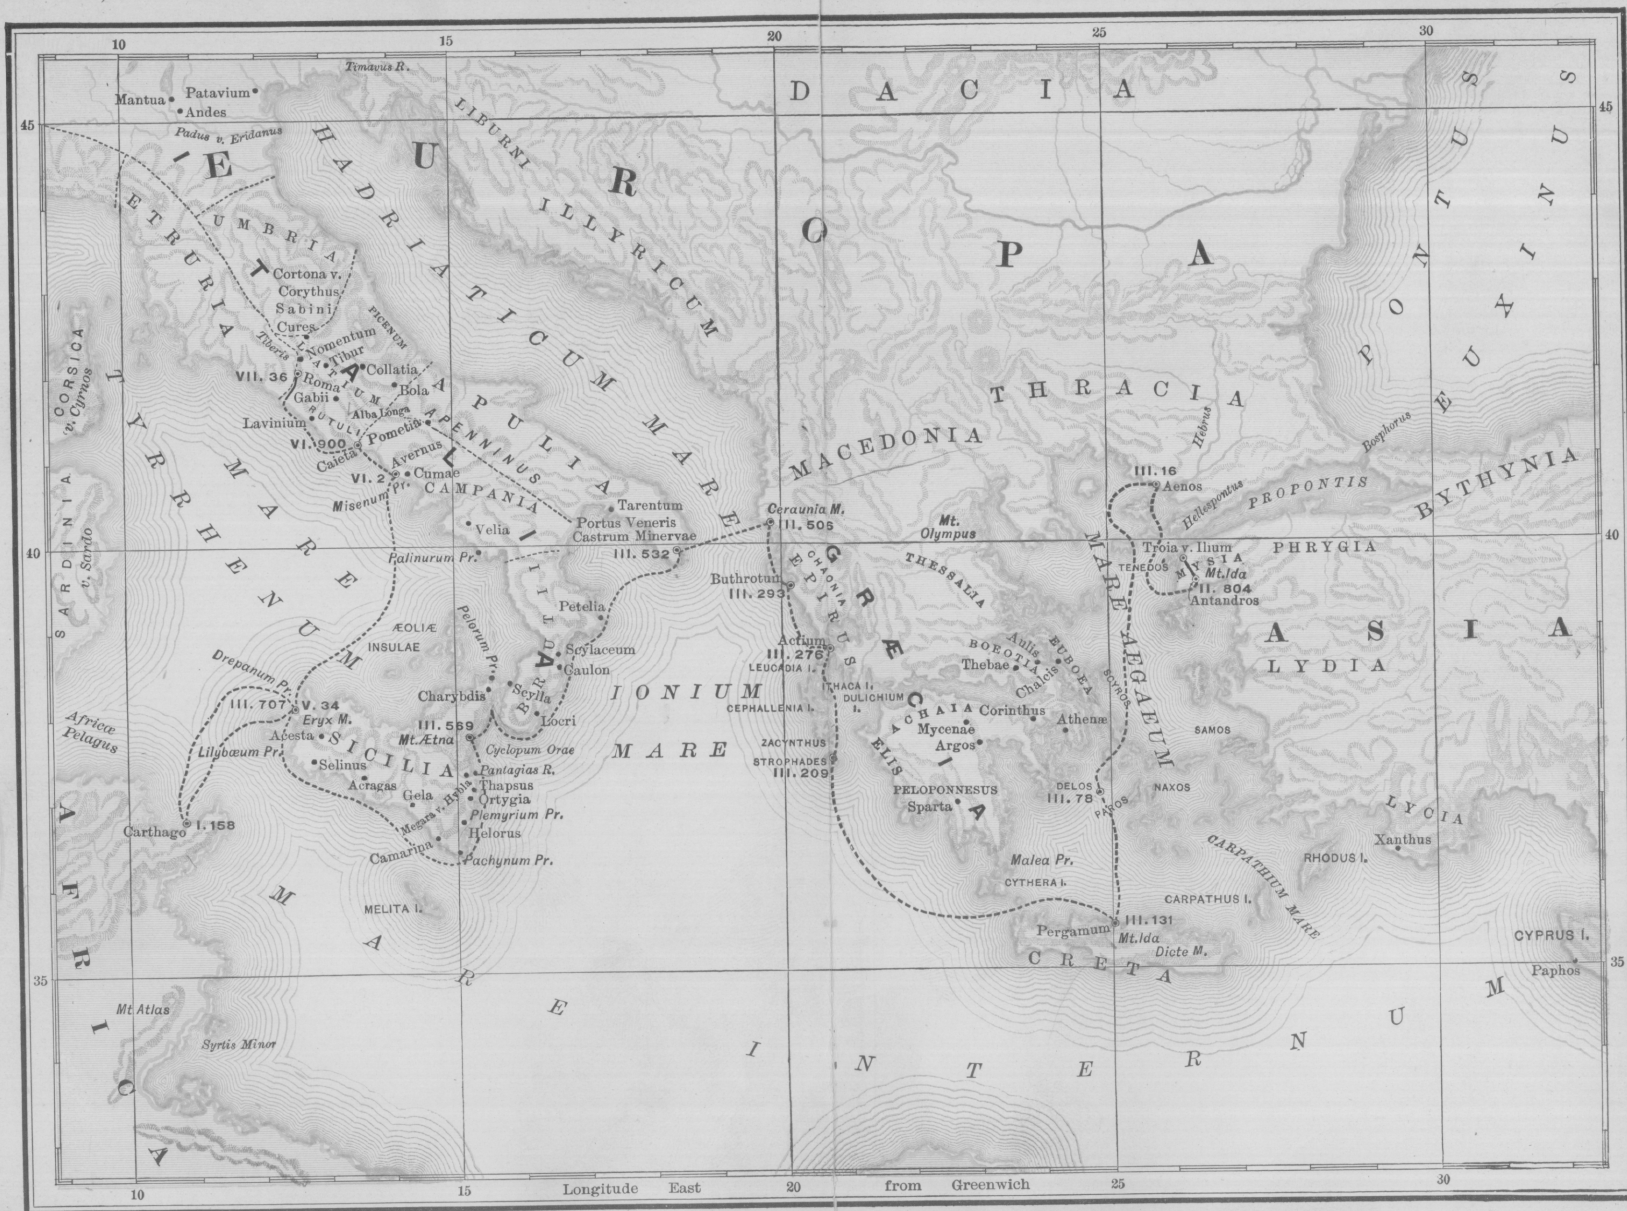 10 15 20 25 30
Timavus R.
DACIA
Mantua
Patavium
Andes
45
45
Padus v. Eridanus
LIBURNI
EUROPA
HADRIATICUM MARE
ILLYRICUM
PONTUS
EUXINUS
ETRURIA
UMBRIA
ITALIA
Cortona v.
Corythus
Sabini
Cures
PICENUM
Tiberis
Nomentum
Tibur
Collatia
VII. 36
Roma
LATIUM
Bola
Gabii
Alba Longa
RUTULI
Lavinium
Pometia
VI. 900
Caieta
APENNINUS
APULIA
Avernus
VI. 2
Cumae
Misenum Pr.
CAMPANIA
CORSICA
v. Cyrnos
TYRRHENUM MARE
THRACIA
Hebrus
Bosphorus
MACEDONIA
III. 16
Aenos
Hellespontus
PROPONTIS
BYTHYNIA
SARDINIA
v. Sardo
Velia
Tarentum
Portus Veneris
Castrum Minervae
III. 532
Ceraunia M.
III. 505
Mt.
Olympus
40
40
Palinurum Pr.
GRÆCIA
CHAONIA
EPIRUS
THESSALIA
MARE AEGAEUM
Troia v. Ilium
PHRYGIA
TENEDOS
MYSIA
Mt. Ida
II. 804
Antandros
Buthrotum
III. 293
Petelia
BRUTTII
ÆOLIÆ
INSULAE
Pelorum Pr.
Scylaceum
Caulon
Actium
III. 276
LEUCADIA I.
Aulis
BOEOTIA
EUBOEA
Thebae
Chalcis
ASIA
LYDIA
Drepanum Pr.
III. 707
V. 34
Eryx M.
Acesta
Charybdis
Scylla
Locri
IONIUM
MARE
ITHACA I.
DULICHIUM
I.
CEPHALLENIA I.
SCYROS
ACHAIA
Corinthus
Mycenae
Athenæ
Argos
ELIS
SAMOS
Africæ
Pelagus
Lilybœum Pr.
III. 569
Mt. Ætna
Cyclopum Orae
SICILIA
Selinus
Acragas
Gela
Pantagias R.
Megara v. Hybla
Thapsus
Ortygia
Plemyrium Pr.
Helorus
Camarina
Pachynum Pr.
ZACYNTHUS
STROPHADES
III. 209
PELOPONNESUS
Sparta
DELOS
III. 78
PAROS
NAXOS
LYCIA
Xanthus
Carthago
I. 158
RHODUS I.
Malea Pr.
CYTHERA I.
CARPATHIUM MARE
CARPATHUS I.
MELITA I.
Pergamum
III. 131
Mt. Ida
Dicte M.
CRETA
CYPRUS I.
Paphos
35
35
AFRICA
Mt Atlas
Syrtis Minor
MARE INTERNUM
10 15 Longitude East 20 from Greenwich 25 30